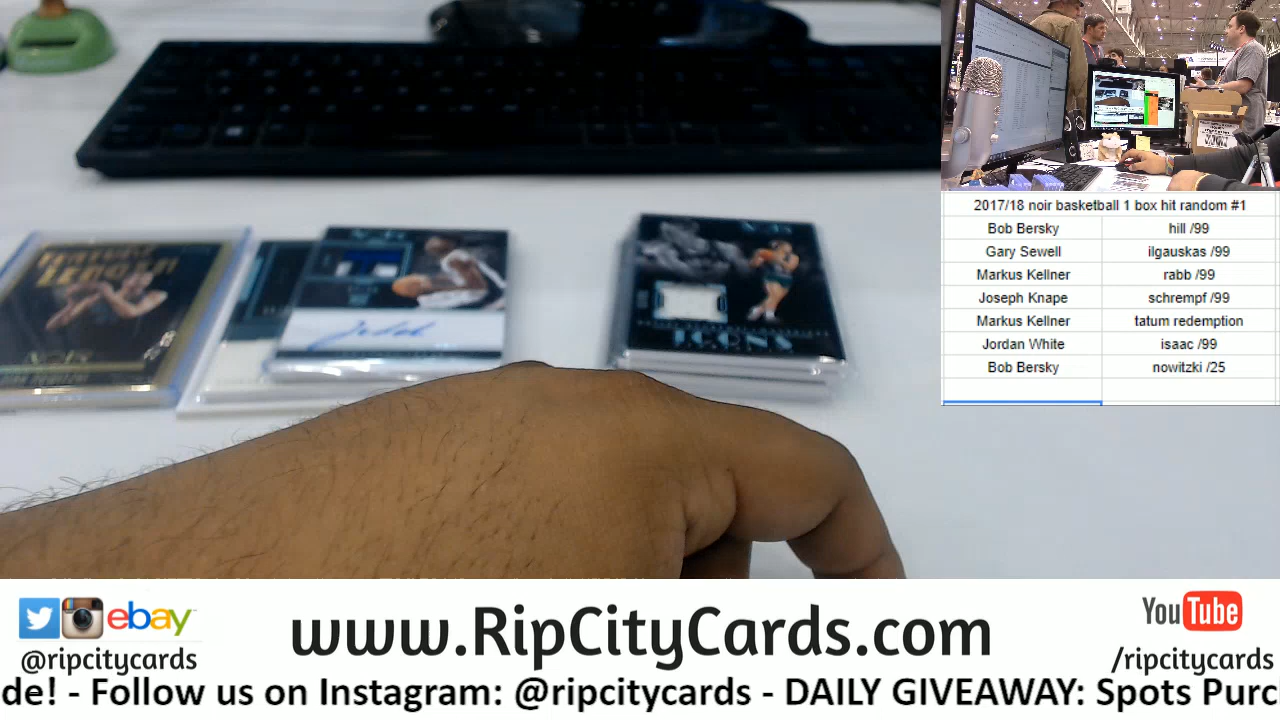 2017/18 noir basketball 1 box hit random #1
Bob Bersky hill /99
Gary Sewell ilgauskas /99
Markus Kellner rabb /99
Joseph Knape schrempf /99
Markus Kellner tatum redemption
Jordan White isaac /99
Bob Bersky nowitzki /25
ICONS
ebay
@ripcitycards
www.RipCityCards.com
YouTube
/ripcitycards
de! - Follow us on Instagram: @ripcitycards - DAILY GIVEAWAY: Spots Purc